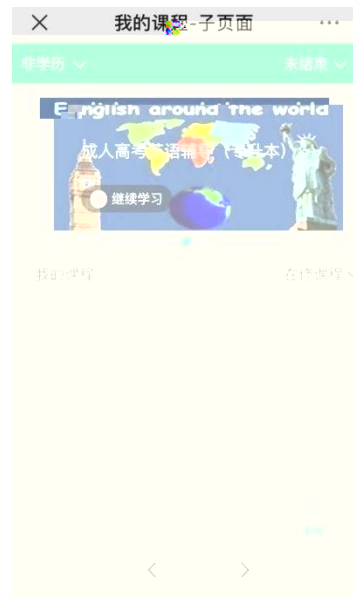 我的课程-子页面
非学历
未结束
English around the world
成人高考英语辅导(专升本)
继续学习
我的课程
在修课程